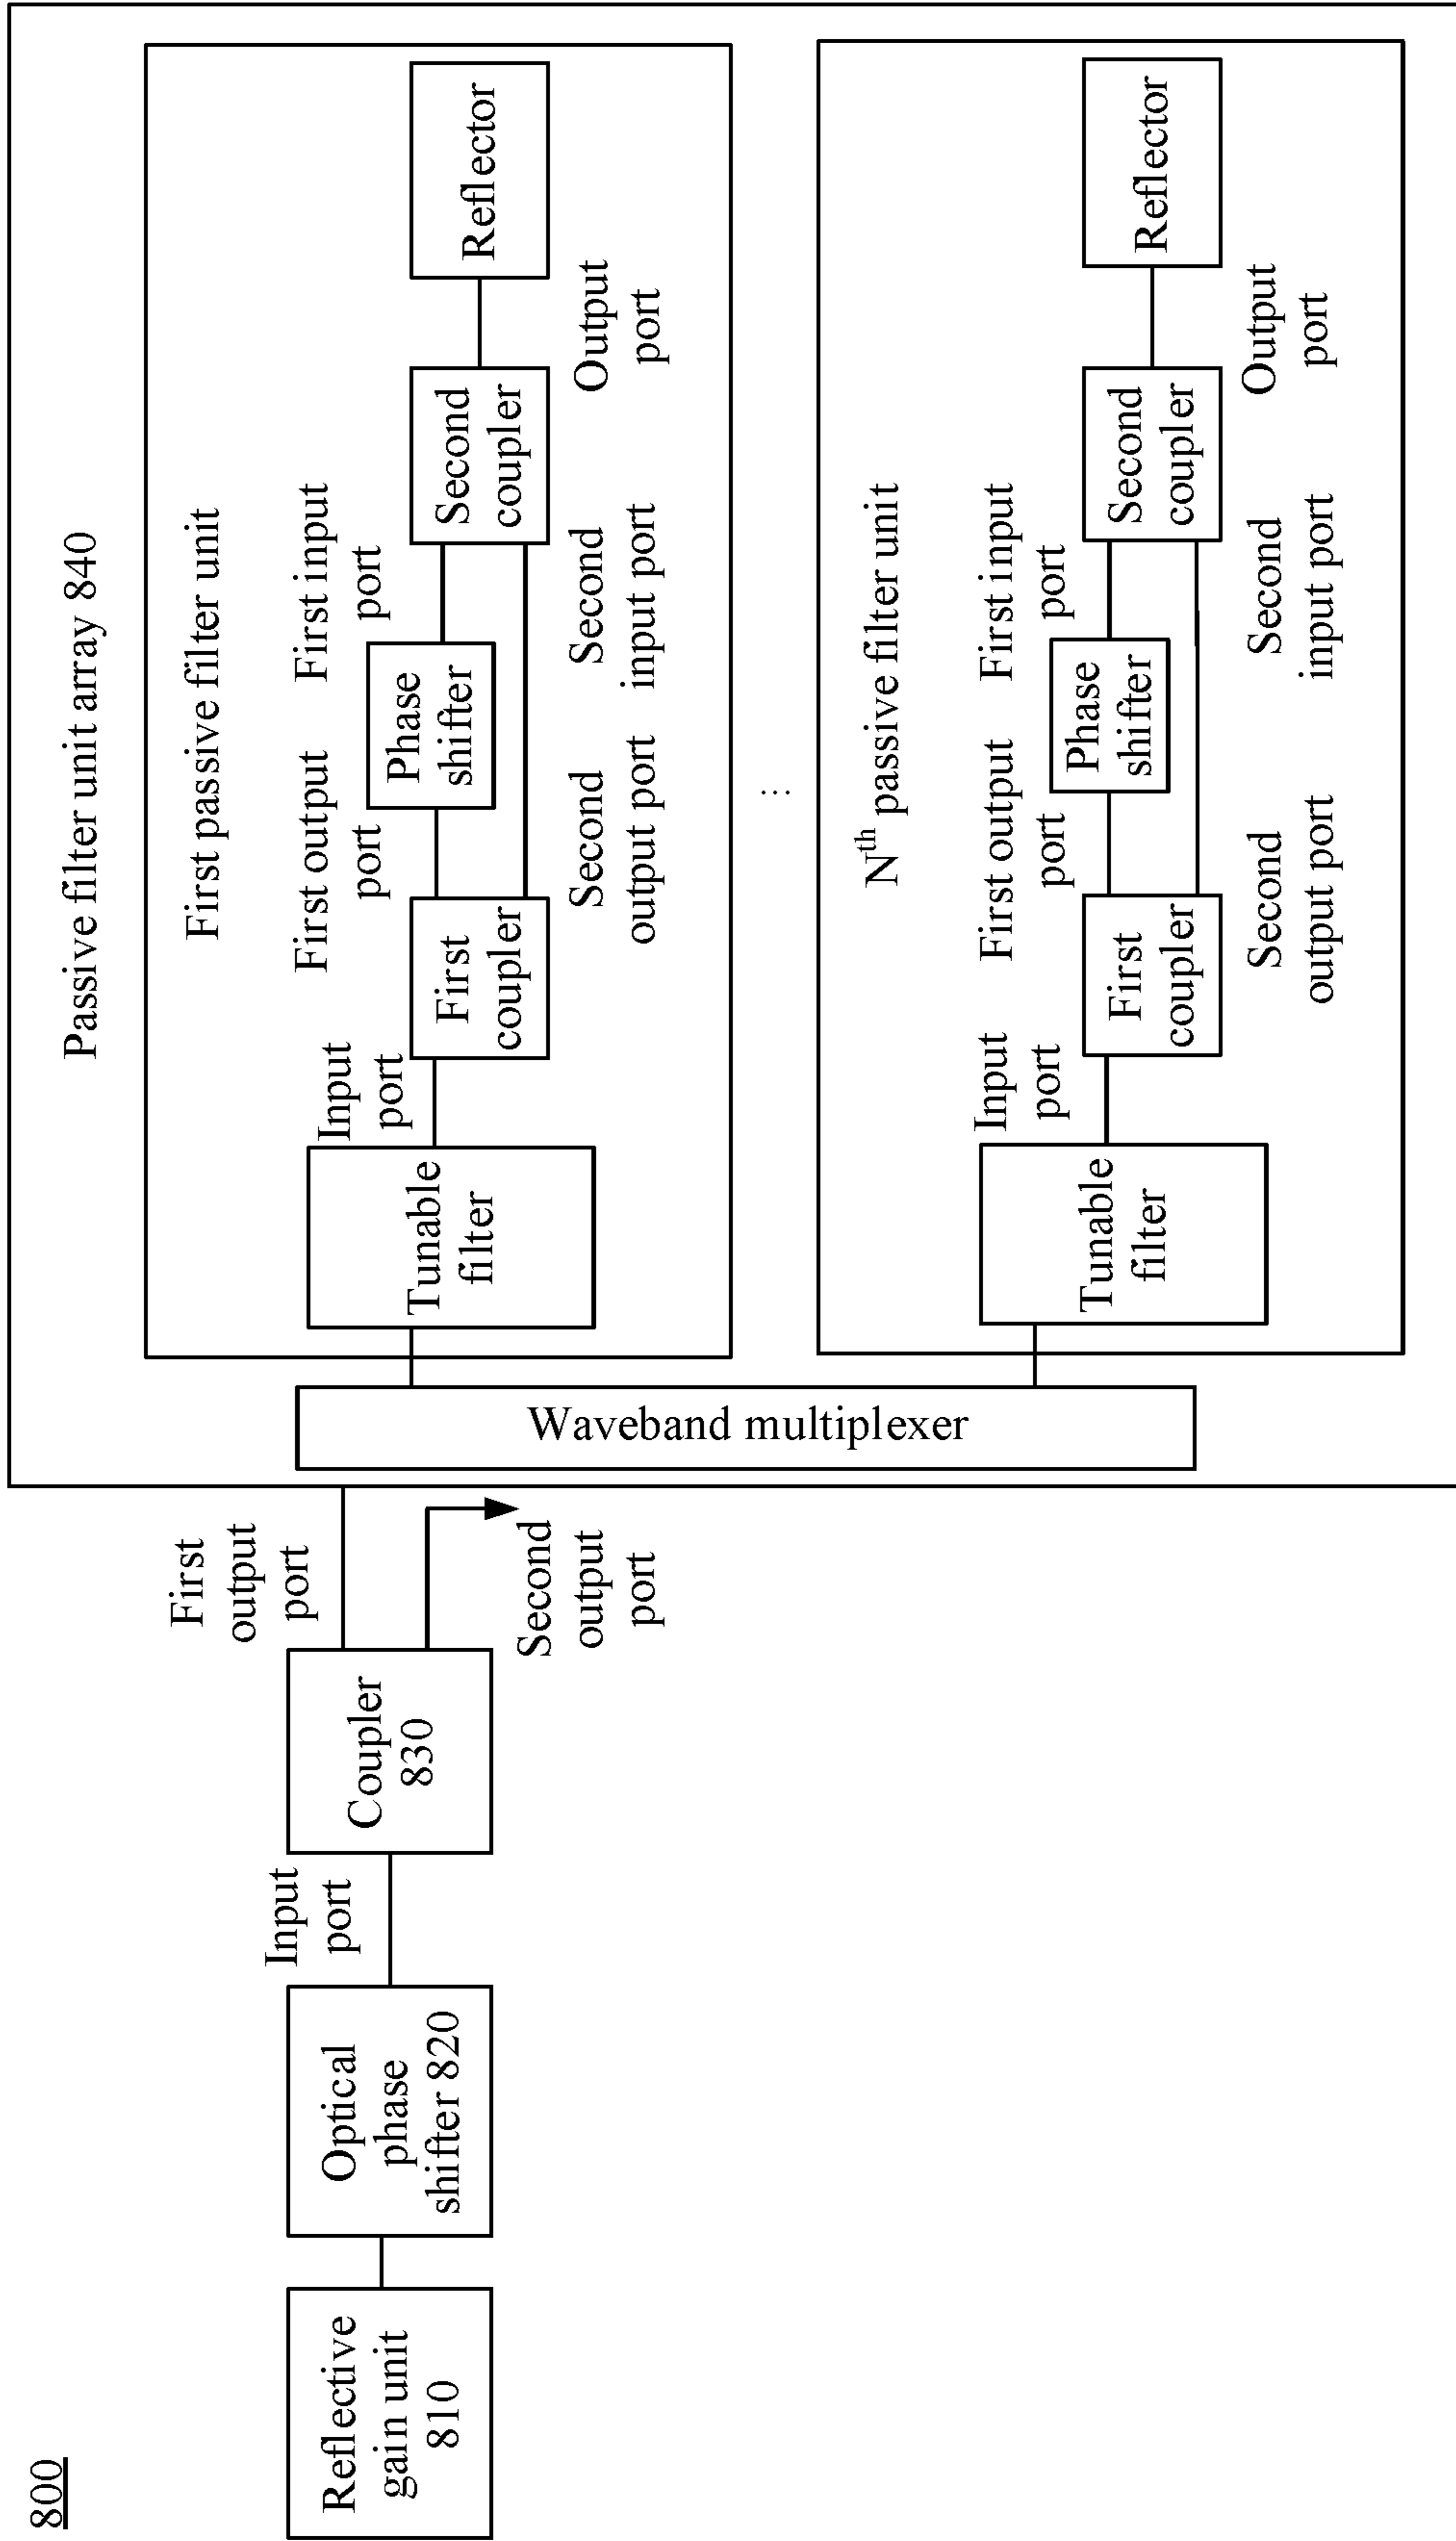 800
Reflective
gain unit
810
Optical
phase
shifter 820
Input
port
Coupler
830
First
output
port
Second
output
port
Passive filter unit array 840
Waveband multiplexer
First passive filter unit
Tunable
filter
Input
port
First
coupler
First output
port
Second
output port
Phase
shifter
First input
port
Second
input port
Second
coupler
Output
port
Reflector
...
Nth passive filter unit
Tunable
filter
Input
port
First
coupler
First output
port
Second
output port
Phase
shifter
First input
port
Second
input port
Second
coupler
Output
port
Reflector